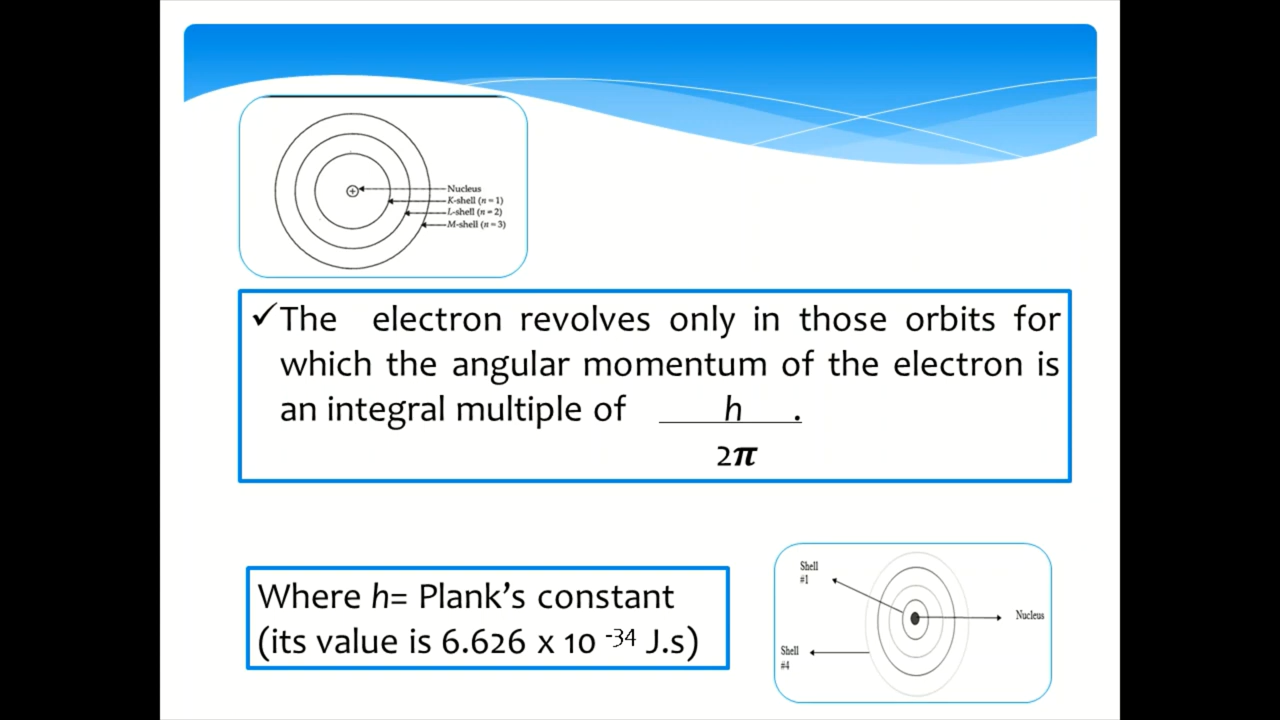 Nucleus
K-shell (n = 1)
L-shell (n = 2)
M-shell (n = 3)
✓The electron revolves only in those orbits for
which the angular momentum of the electron is
an integral multiple of h .
2π
Where h= Plank’s constant
(its value is 6.626 x 10 -34 J.s)
Shell
#1
Nucleus
Shell
#4